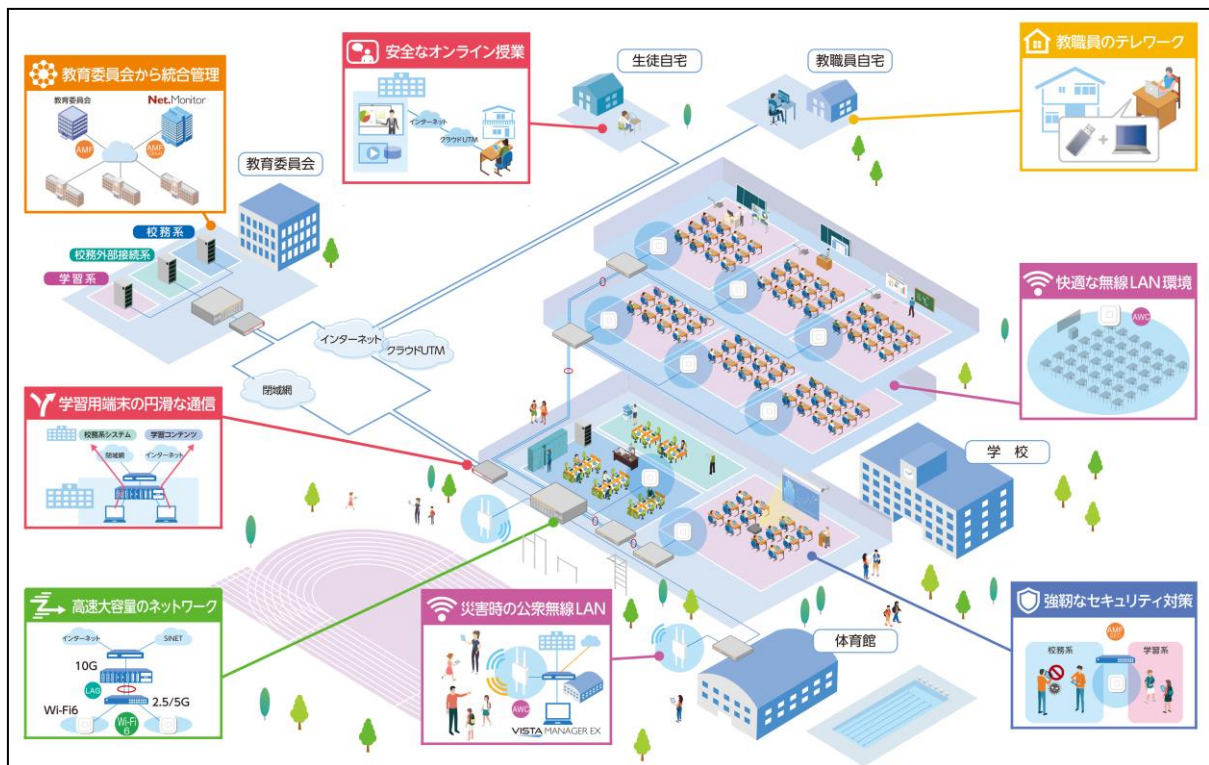 教育委員会から統合管理
教育委員会
Net.Monitor
AMF
AMF
教育委員会
校務系
校務外部接続系
学習系
安全なオンライン授業
インターネット
クラウドUTM
生徒自宅
教職員自宅
教職員のテレワーク
+
インターネット
クラウドUTM
閉域網
快適な無線LAN環境
AWC
学習用端末の円滑な通信
校務系システム
学習コンテンツ
閉域網
インターネット
学 校
高速大容量のネットワーク
インターネット
SINET
10G
LAG
2.5/5G
Wi-Fi6
Wi-Fi
6
災害時の公衆無線LAN
AWC
VISTA MANAGER EX
体育館
強靭なセキュリティ対策
AMF
校務系
学習系